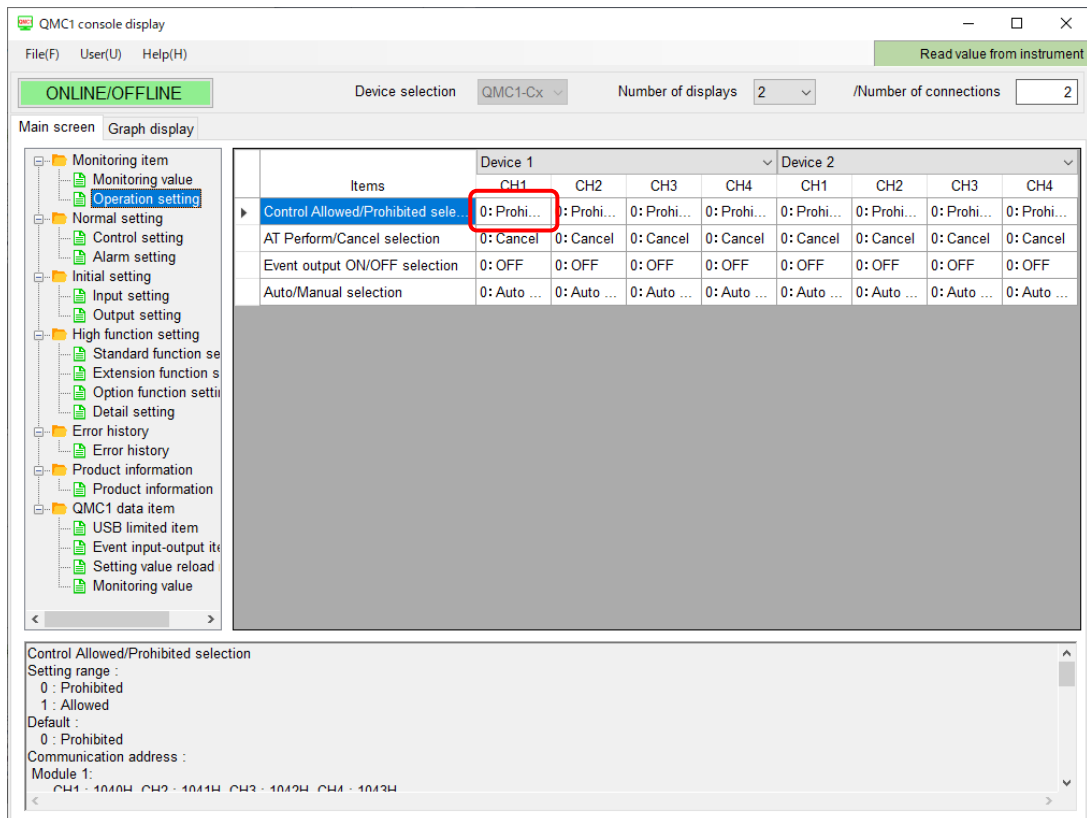 QMC1 console display
File(F) User(U) Help(H) Read value from instrument
ONLINE/OFFLINE Device selection QMC1-Cx Number of displays 2 /Number of connections 2
Main screen Graph display
Monitoring item
Monitoring value
Operation setting
Normal setting
Control setting
Alarm setting
Initial setting
Input setting
Output setting
High function setting
Standard function se
Extension function s
Option function settin
Detail setting
Error history
Error history
Product information
Product information
QMC1 data item
USB limited item
Event input-output ite
Setting value reload
Monitoring value
Device 1 Device 2
Items CH1 CH2 CH3 CH4 CH1 CH2 CH3 CH4
Control Allowed/Prohibited sele... 0: Prohi... 0: Prohi... 0: Prohi... 0: Prohi... 0: Prohi... 0: Prohi... 0: Prohi... 0: Prohi...
AT Perform/Cancel selection 0: Cancel 0: Cancel 0: Cancel 0: Cancel 0: Cancel 0: Cancel 0: Cancel 0: Cancel
Event output ON/OFF selection 0: OFF 0: OFF 0: OFF 0: OFF 0: OFF 0: OFF 0: OFF 0: OFF
Auto/Manual selection 0: Auto ... 0: Auto ... 0: Auto ... 0: Auto ... 0: Auto ... 0: Auto ... 0: Auto ... 0: Auto ...
Control Allowed/Prohibited selection
Setting range :
0 : Prohibited
1 : Allowed
Default :
0 : Prohibited
Communication address :
Module 1:
CH1 : 1040H CH2 : 1041H CH3 : 1042H CH4 : 1043H